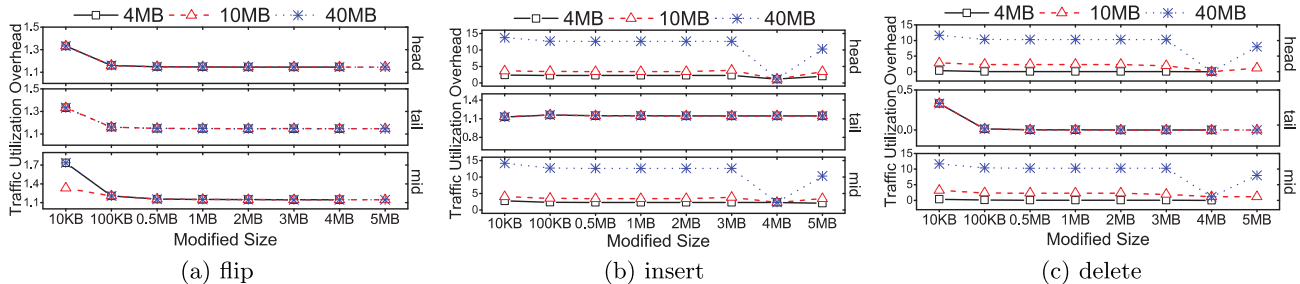 4MB 10MB 40MB
Traffic Utilization Overhead
1.5
1.3
1.1
head
1.5
1.3
1.1
tail
1.7
1.4
1.1
mid
10KB 100KB 0.5MB 1MB 2MB 3MB 4MB 5MB
Modified Size
(a) flip
4MB 10MB 40MB
Traffic Utilization Overhead
15
10
5
0
head
1.4
1.1
0.8
tail
15
10
5
0
mid
10KB 100KB 0.5MB 1MB 2MB 3MB 4MB 5MB
Modified Size
(b) insert
4MB 10MB 40MB
Traffic Utilization Overhead
15
10
5
0
head
0.5
0.0
tail
15
10
5
0
mid
10KB 100KB 0.5MB 1MB 2MB 3MB 4MB 5MB
Modified Size
(c) delete